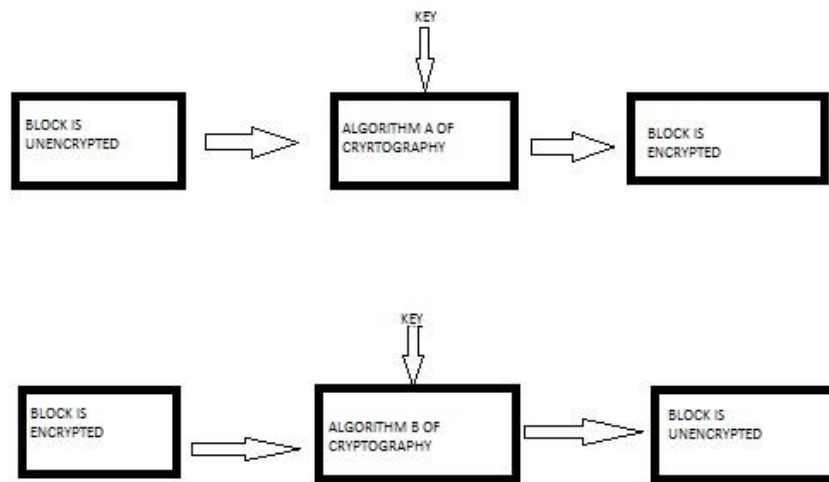 KEY
BLOCK IS
UNENCRYPTED
ALGORITHM A OF
CRYRTOGRAPHY
BLOCK IS
ENCRYPTED
KEY
BLOCK IS
ENCRYPTED
ALGORITHM B OF
CRYPTOGRAPHY
BLOCK IS
UNENCRYPTED